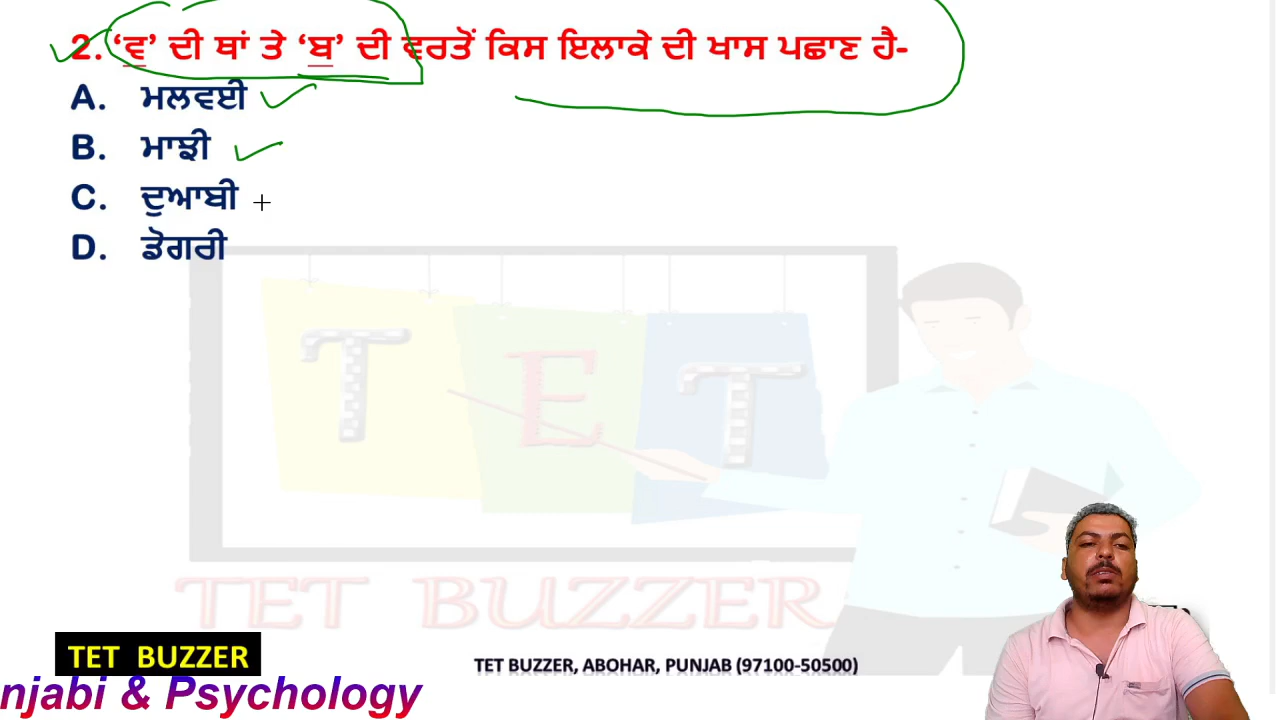 2. ‘ਵ’ ਦੀ ਥਾਂ ਤੇ ‘ਬ’ ਦੀ ਵਰਤੋਂ ਕਿਸ ਇਲਾਕੇ ਦੀ ਖਾਸ ਪਛਾਣ ਹੈ-
A. ਮਲਵਈ
B. ਮਾਝੀ
C. ਦੁਆਬੀ
D. ਡੋਗਰੀ
T E T
TET BUZZER
TET BUZZER
TET BUZZER, ABOHAR, PUNJAB (97100-50500)
njabi & Psychology